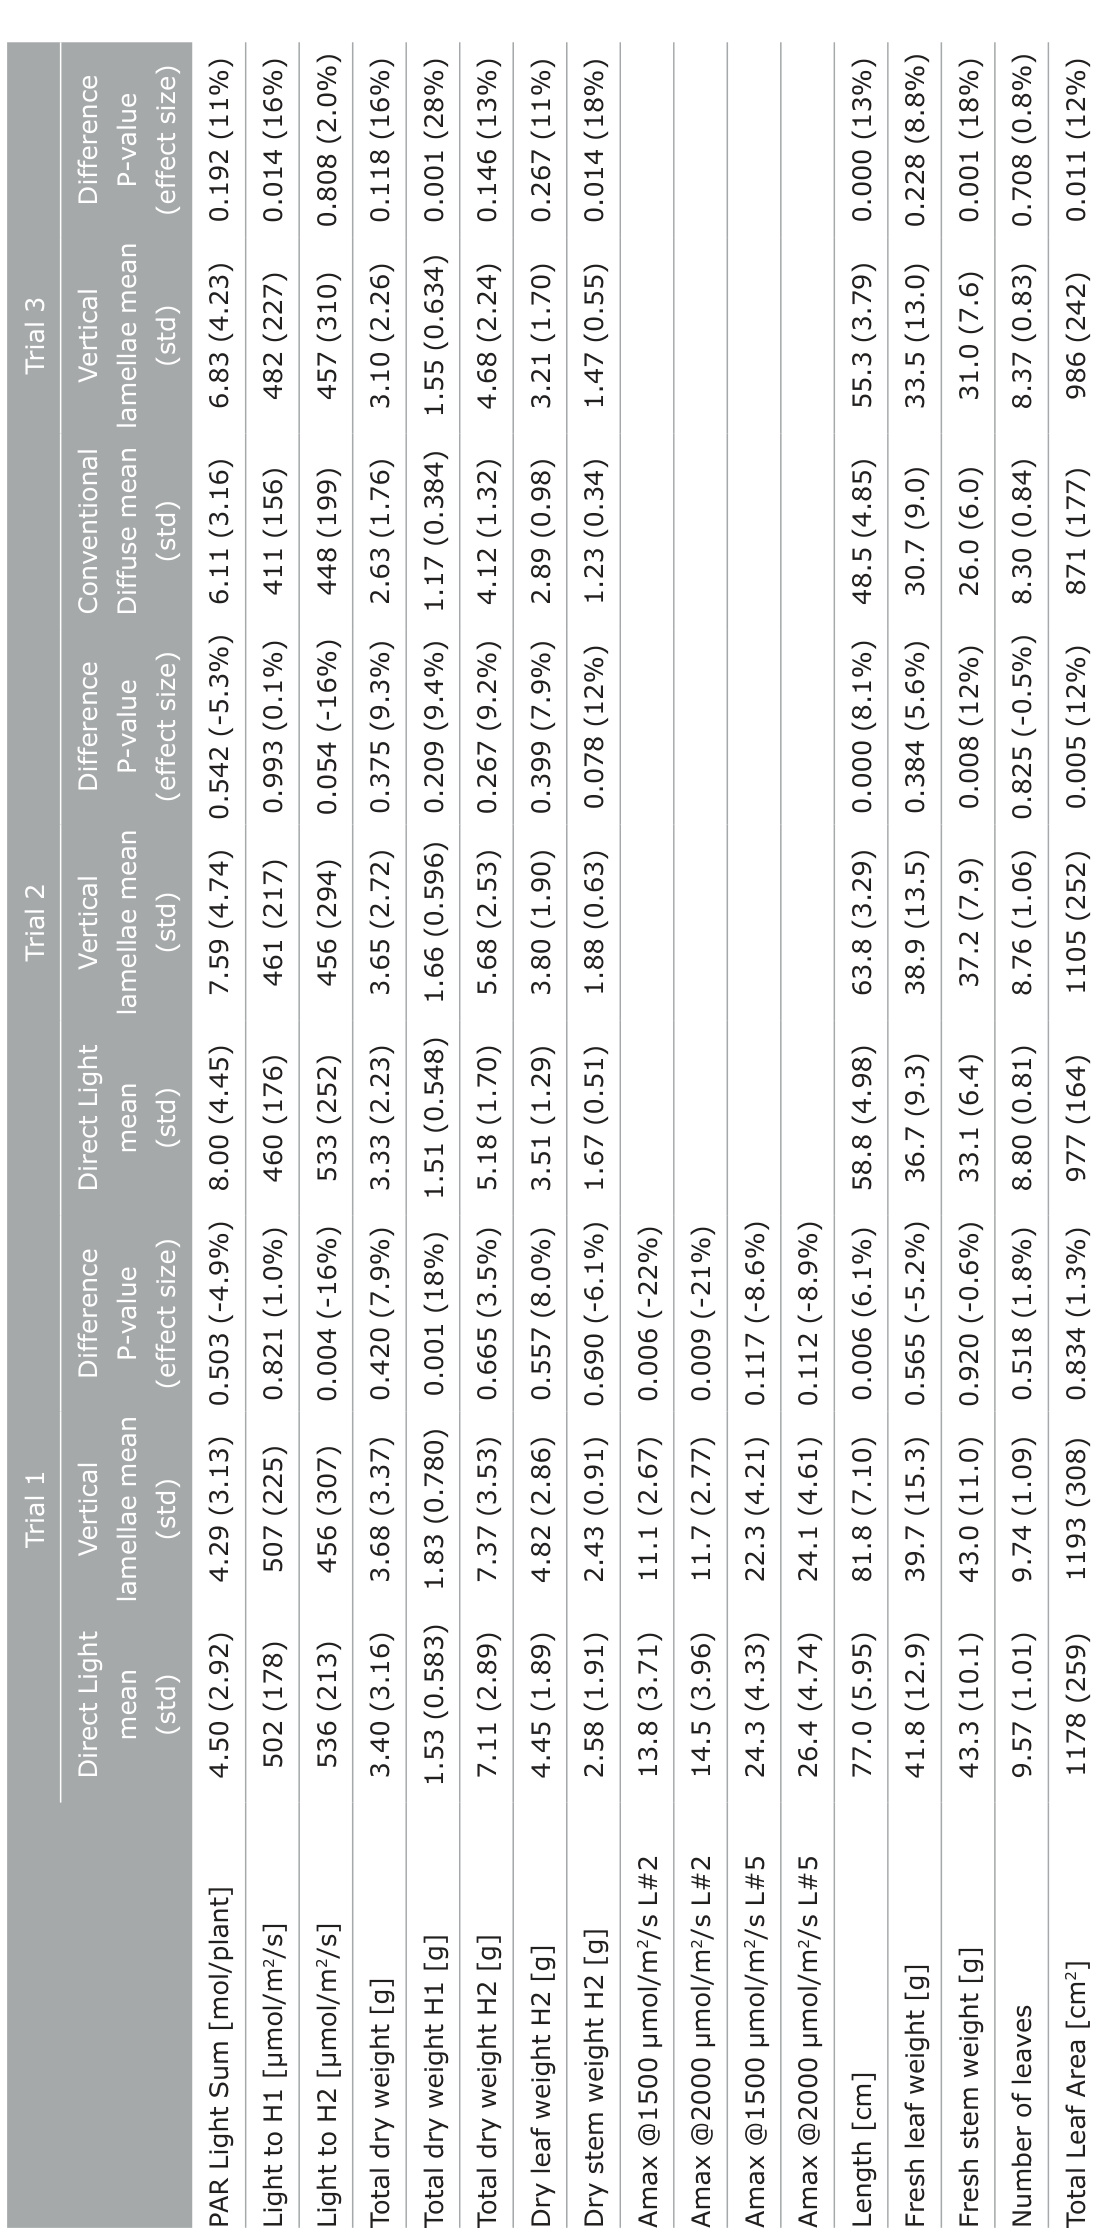 Trial 1 Trial 2 Trial 3
Direct Light Vertical Difference Direct Light Vertical Difference Conventional Vertical Difference
mean lamellae mean P-value mean lamellae mean P-value Diffuse mean lamellae mean P-value
(std) (std) (effect size) (std) (std) (effect size) (std) (std) (effect size)
PAR Light Sum [mol/plant] 4.50 (2.92) 4.29 (3.13) 0.503 (-4.9%) 8.00 (4.45) 7.59 (4.74) 0.542 (-5.3%) 6.11 (3.16) 6.83 (4.23) 0.192 (11%)
Light to H1 [µmol/m²/s] 502 (178) 507 (225) 0.821 (1.0%) 460 (176) 461 (217) 0.993 (0.1%) 411 (156) 482 (227) 0.014 (16%)
Light to H2 [µmol/m²/s] 536 (213) 456 (307) 0.004 (-16%) 533 (252) 456 (294) 0.054 (-16%) 448 (199) 457 (310) 0.808 (2.0%)
Total dry weight [g] 3.40 (3.16) 3.68 (3.37) 0.420 (7.9%) 3.33 (2.23) 3.65 (2.72) 0.375 (9.3%) 2.63 (1.76) 3.10 (2.26) 0.118 (16%)
Total dry weight H1 [g] 1.53 (0.583) 1.83 (0.780) 0.001 (18%) 1.51 (0.548) 1.66 (0.596) 0.209 (9.4%) 1.17 (0.384) 1.55 (0.634) 0.001 (28%)
Total dry weight H2 [g] 7.11 (2.89) 7.37 (3.53) 0.665 (3.5%) 5.18 (1.70) 5.68 (2.53) 0.267 (9.2%) 4.12 (1.32) 4.68 (2.24) 0.146 (13%)
Dry leaf weight H2 [g] 4.45 (1.89) 4.82 (2.86) 0.557 (8.0%) 3.51 (1.29) 3.80 (1.90) 0.399 (7.9%) 2.89 (0.98) 3.21 (1.70) 0.267 (11%)
Dry stem weight H2 [g] 2.58 (1.91) 2.43 (0.91) 0.690 (-6.1%) 1.67 (0.51) 1.88 (0.63) 0.078 (12%) 1.23 (0.34) 1.47 (0.55) 0.014 (18%)
Amax @1500 µmol/m²/s L#2 13.8 (3.71) 11.1 (2.67) 0.006 (-22%)
Amax @2000 µmol/m²/s L#2 14.5 (3.96) 11.7 (2.77) 0.009 (-21%)
Amax @1500 µmol/m²/s L#5 24.3 (4.33) 22.3 (4.21) 0.117 (-8.6%)
Amax @2000 µmol/m²/s L#5 26.4 (4.74) 24.1 (4.61) 0.112 (-8.9%)
Length [cm] 77.0 (5.95) 81.8 (7.10) 0.006 (6.1%) 58.8 (4.98) 63.8 (3.29) 0.000 (8.1%) 48.5 (4.85) 55.3 (3.79) 0.000 (13%)
Fresh leaf weight [g] 41.8 (12.9) 39.7 (15.3) 0.565 (-5.2%) 36.7 (9.3) 38.9 (13.5) 0.384 (5.6%) 30.7 (9.0) 33.5 (13.0) 0.228 (8.8%)
Fresh stem weight [g] 43.3 (10.1) 43.0 (11.0) 0.920 (-0.6%) 33.1 (6.4) 37.2 (7.9) 0.008 (12%) 26.0 (6.0) 31.0 (7.6) 0.001 (18%)
Number of leaves 9.57 (1.01) 9.74 (1.09) 0.518 (1.8%) 8.80 (0.81) 8.76 (1.06) 0.825 (-0.5%) 8.30 (0.84) 8.37 (0.83) 0.708 (0.8%)
Total Leaf Area [cm²] 1178 (259) 1193 (308) 0.834 (1.3%) 977 (164) 1105 (252) 0.005 (12%) 871 (177) 986 (242) 0.011 (12%)